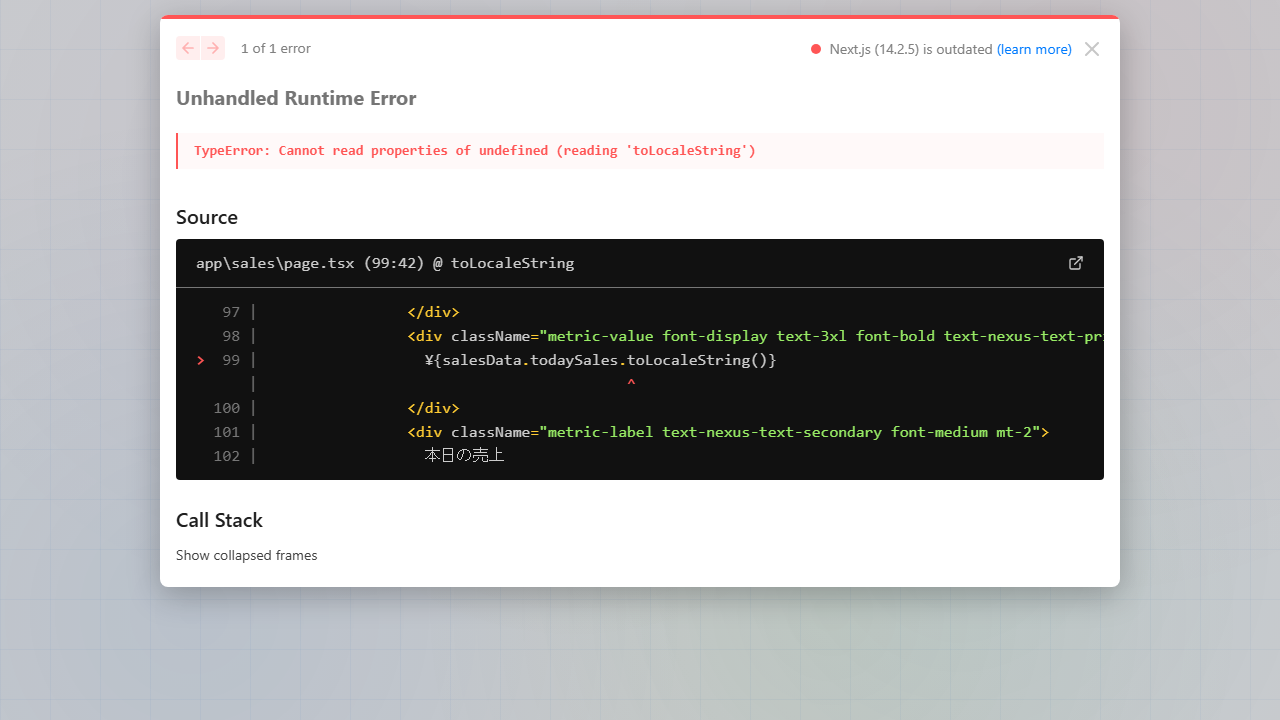 1 of 1 error
Next.js (14.2.5) is outdated (learn more)
Unhandled Runtime Error
TypeError: Cannot read properties of undefined (reading 'toLocaleString')
Source
app\sales\page.tsx (99:42) @ toLocaleString
97 | </div>
98 | <div className="metric-value font-display text-3xl font-bold text-nexus-text-pri
> 99 | ¥{salesData.todaySales.toLocaleString()}
| ^
100 | </div>
101 | <div className="metric-label text-nexus-text-secondary font-medium mt-2">
102 | 本日の売上
Call Stack
Show collapsed frames